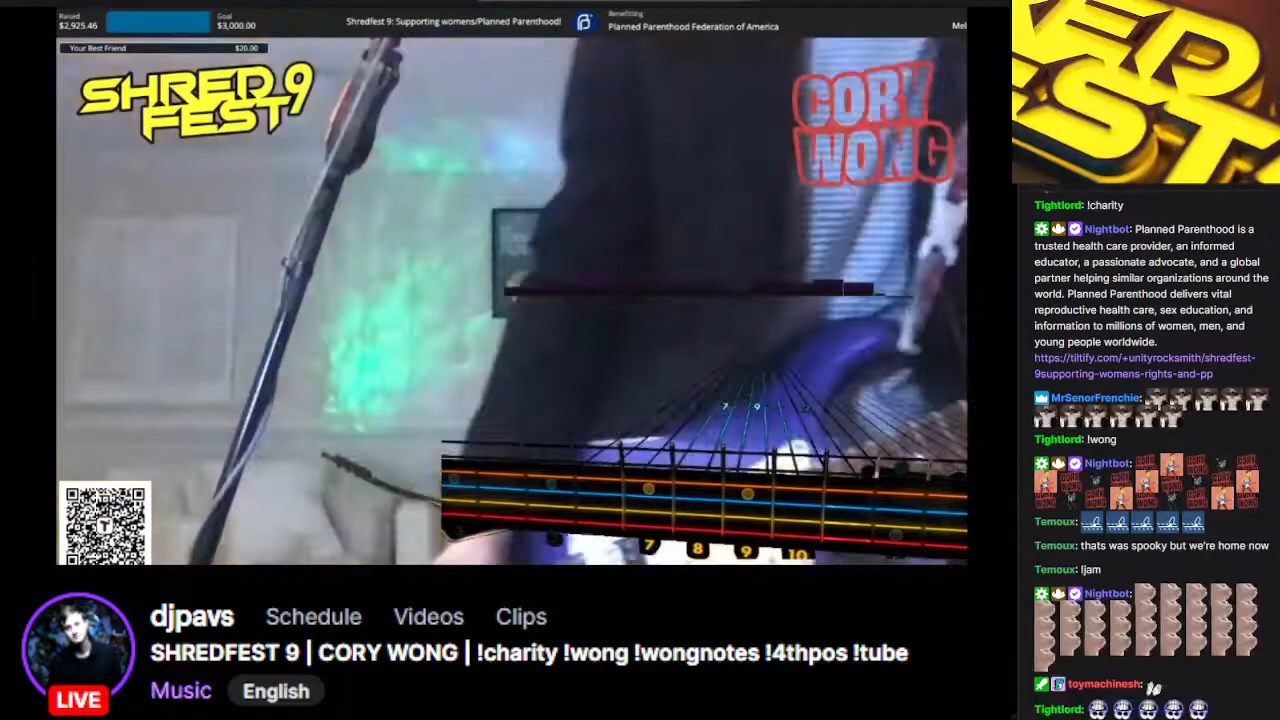 Raised
$2,925.46
Goal
$3,000.00
Shredfest 9: Supporting womens/Planned Parenthood!
Benefitting
Planned Parenthood Federation of America
Mel
Your Best Friend $20.00
SHRED 9
FEST
CORY
WONG
7 9
7 8 9 10
djpavs Schedule Videos Clips
SHREDFEST 9 | CORY WONG | !charity !wong !wongnotes !4thpos !tube
Music English
LIVE
Tightlord: !charity
Nightbot: Planned Parenthood is a
trusted health care provider, an informed
educator, a passionate advocate, and a global
partner helping similar organizations around the
world. Planned Parenthood delivers vital
reproductive health care, sex education, and
information to millions of women, men, and
young people worldwide.
https://tiltify.com/+unityrocksmith/shredfest-
9supporting-womens-rights-and-pp
MrSenorFrenchie:
Tightlord: !wong
Nightbot:
Temoux:
Temoux: thats was spooky but we're home now
Temoux: !jam
Nightbot:
toymachinesh:
Tightlord: